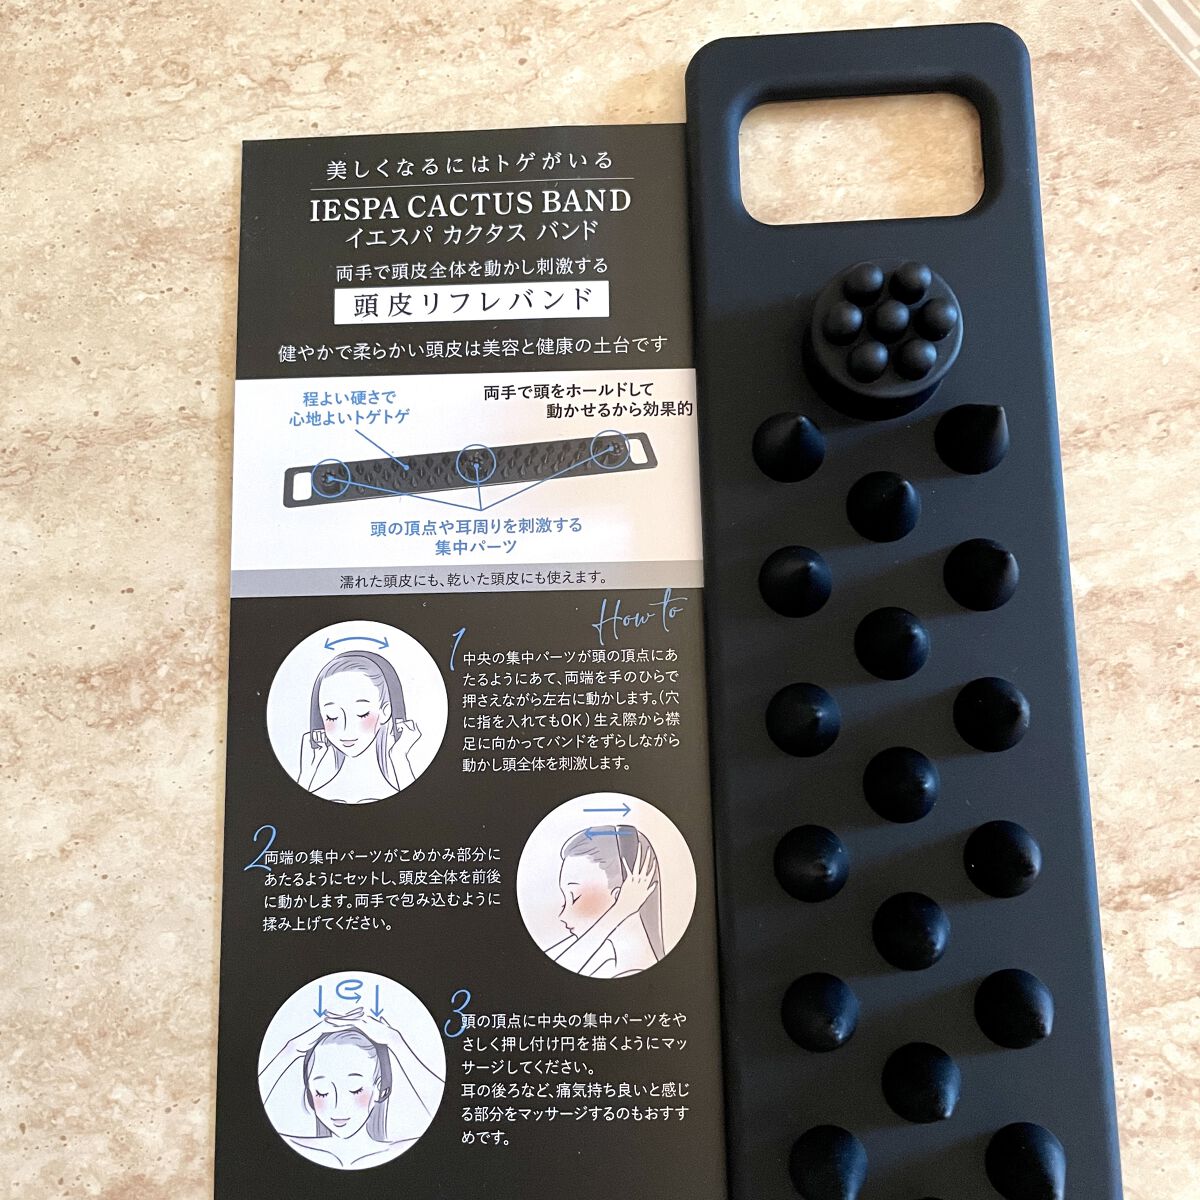 美しくなるにはトゲがいる
IESPA CACTUS BAND
イエスパ カクタス バンド
両手で頭皮全体を動かし刺激する
頭皮リフレバンド
健やかで柔らかい頭皮は美容と健康の土台です
程よい硬さで
心地よいトゲトゲ
両手で頭をホールドして
動かせるから効果的
頭の頂点や耳周りを刺激する
集中パーツ
濡れた頭皮にも、乾いた頭皮にも使えます。
How to
1
中央の集中パーツが頭の頂点にあ
たるようにあて、両端を手のひらで
押さえながら左右に動かします。(穴
に指を入れてもOK) 生え際から襟
足に向かってバンドをずらしながら
動かし頭全体を刺激します。
2
両端の集中パーツがこめかみ部分に
あたるようにセットし、頭皮全体を前後
に動かします。両手で包み込むように
揉み上げてください。
3
頭の頂点に中央の集中パーツをや
さしく押し付け円を描くようにマッ
サージしてください。
耳の後ろなど、痛気持ち良いと感じ
る部分をマッサージするのもおすす
めです。